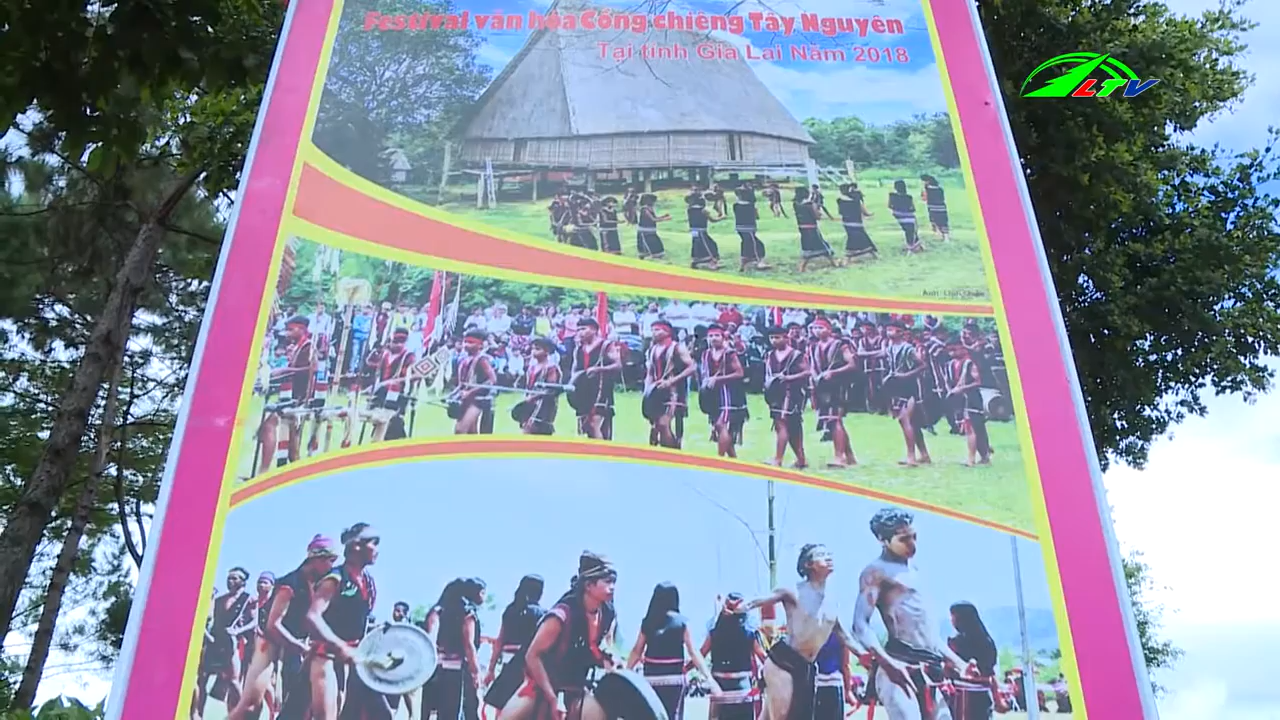 Festival văn hóa Cồng chiêng Tây Nguyên
Tại tỉnh Gia Lai Năm 2018
LTV